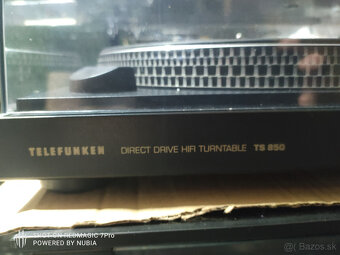 TELEFUNKEN DIRECT DRIVE HIFI TURNTABLE TS 850
SHOT ON REDMAGIC 7Pro
POWERED BY NUBIA
bazos.sk